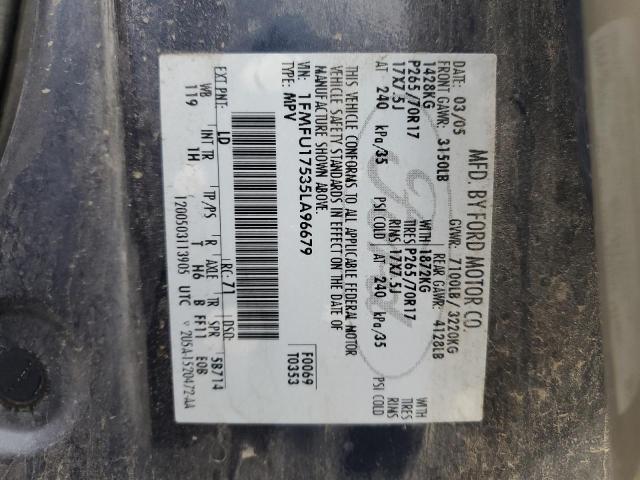 MFD. BY FORD MOTOR CO.
DATE: 03/05 GVWR: 7100LB/ 3220KG
FRONT GAWR: 3150LB REAR GAWR: 4128LB
1428KG WITH 1872KG WITH
P265/70R17 TIRES P265/70R17 TIRES
17X7.5J RIMS 17X7.5J RIMS
AT 240 kPa/35 PSI COLD AT 240 kPa/35 PSI COLD
THIS VEHICLE CONFORMS TO ALL APPLICABLE FEDERAL MOTOR
VEHICLE SAFETY STANDARDS IN EFFECT ON THE DATE OF
MANUFACTURE SHOWN ABOVE.
VIN: 1FMFU17535LA96679
TYPE: MPV
F0069
T0353
EXT PNT: LD RC: 71 DSO:
WB INT TR TP/PS R AXLE TR SPR 5B714
119 1H T H6 B FF11 EOB
1200503113905 UTC